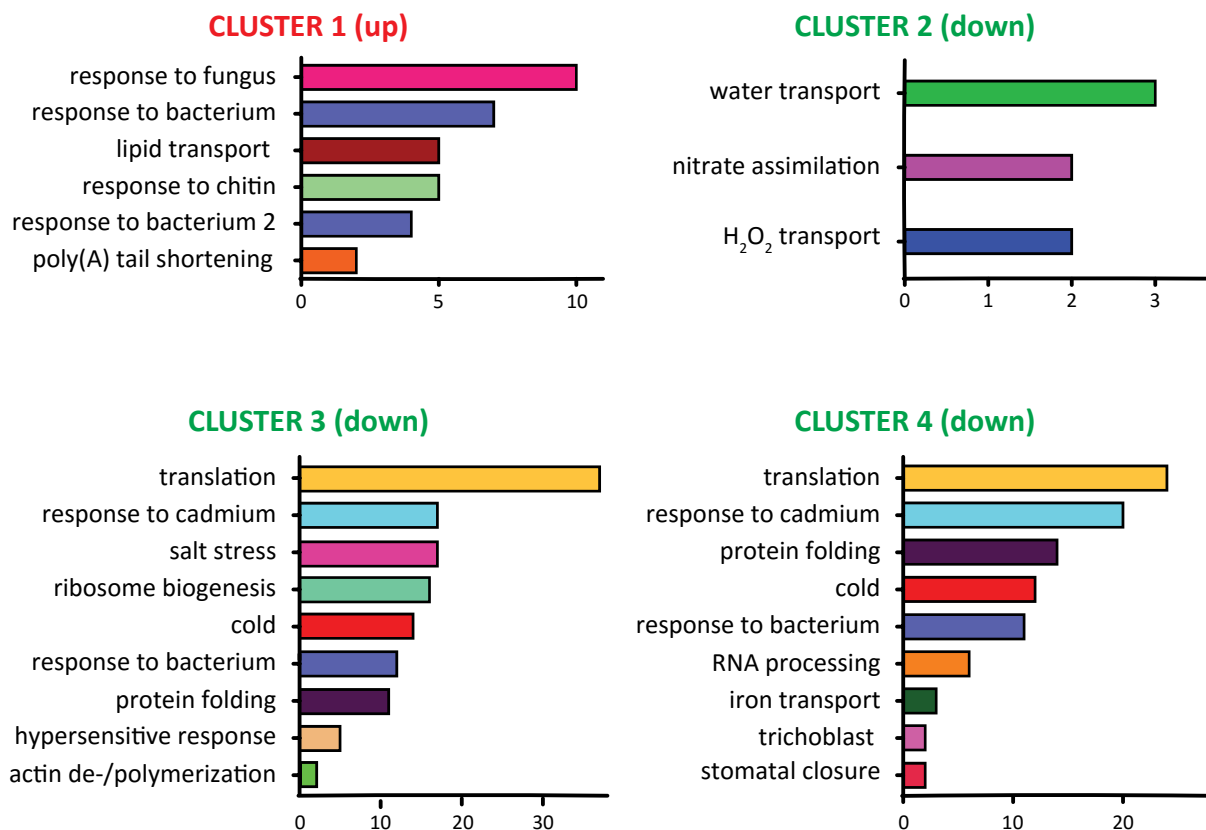 CLUSTER 1 (up)
response to fungus
response to bacterium
lipid transport
response to chitin
response to bacterium 2
poly(A) tail shortening
0 5 10
CLUSTER 2 (down)
water transport
nitrate assimilation
H₂O₂ transport
0 1 2 3
CLUSTER 3 (down)
translation
response to cadmium
salt stress
ribosome biogenesis
cold
response to bacterium
protein folding
hypersensitive response
actin de-/polymerization
0 10 20 30
CLUSTER 4 (down)
translation
response to cadmium
protein folding
cold
response to bacterium
RNA processing
iron transport
trichoblast
stomatal closure
0 10 20